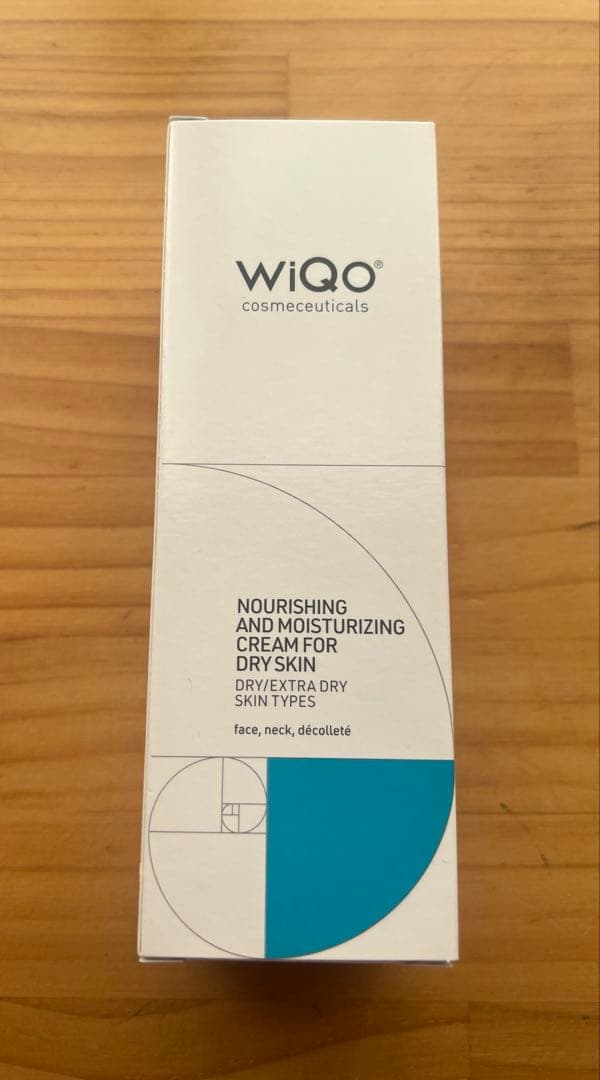 WiQO®
cosmeceuticals
NOURISHING
AND MOISTURIZING
CREAM FOR
DRY SKIN
DRY/EXTRA DRY
SKIN TYPES
face, neck, décolleté